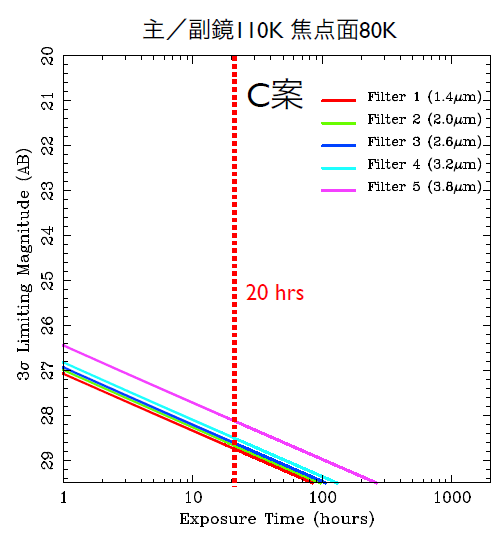 主／副鏡110K 焦点面80K
C案
Filter 1 (1.4μm)
Filter 2 (2.0μm)
Filter 3 (2.6μm)
Filter 4 (3.2μm)
Filter 5 (3.8μm)
20 hrs
3σ Limiting Magnitude (AB)
20
21
22
23
24
25
26
27
28
29
1 10 100 1000
Exposure Time (hours)